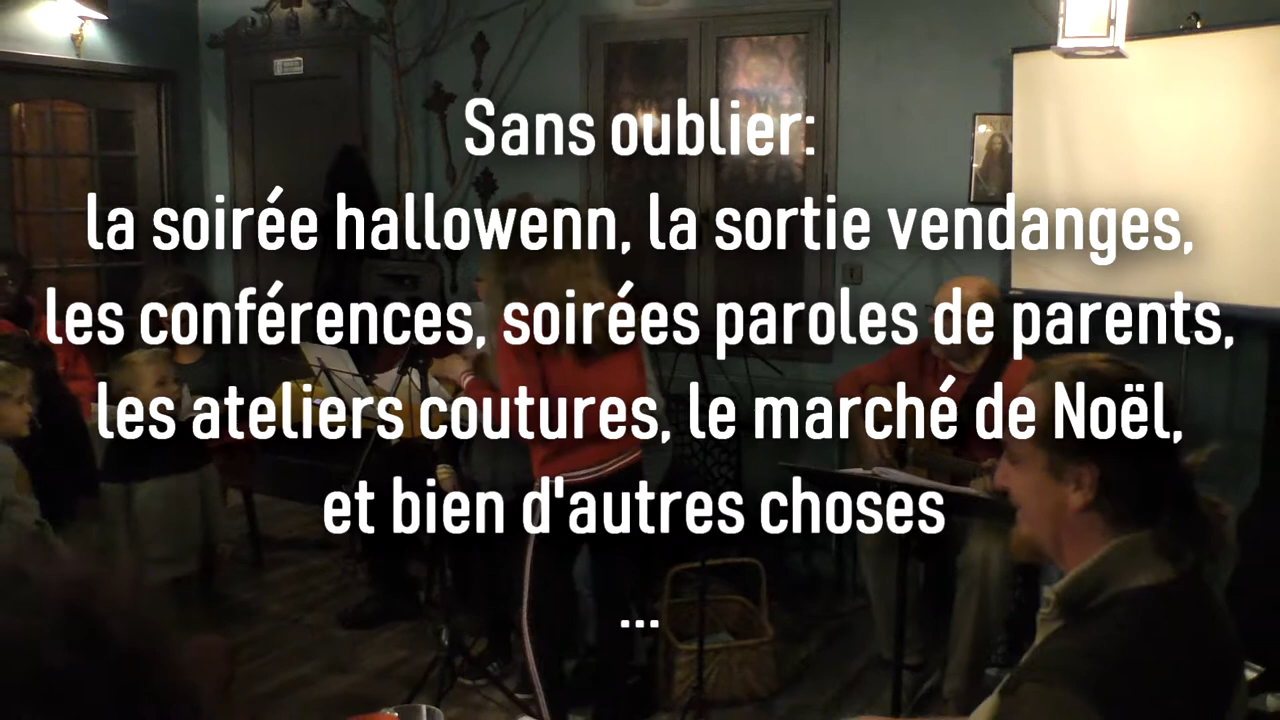 Sans oublier:
la soirée hallowenn, la sortie vendanges,
les conférences, soirées paroles de parents,
les ateliers coutures, le marché de Noël,
et bien d'autres choses
...